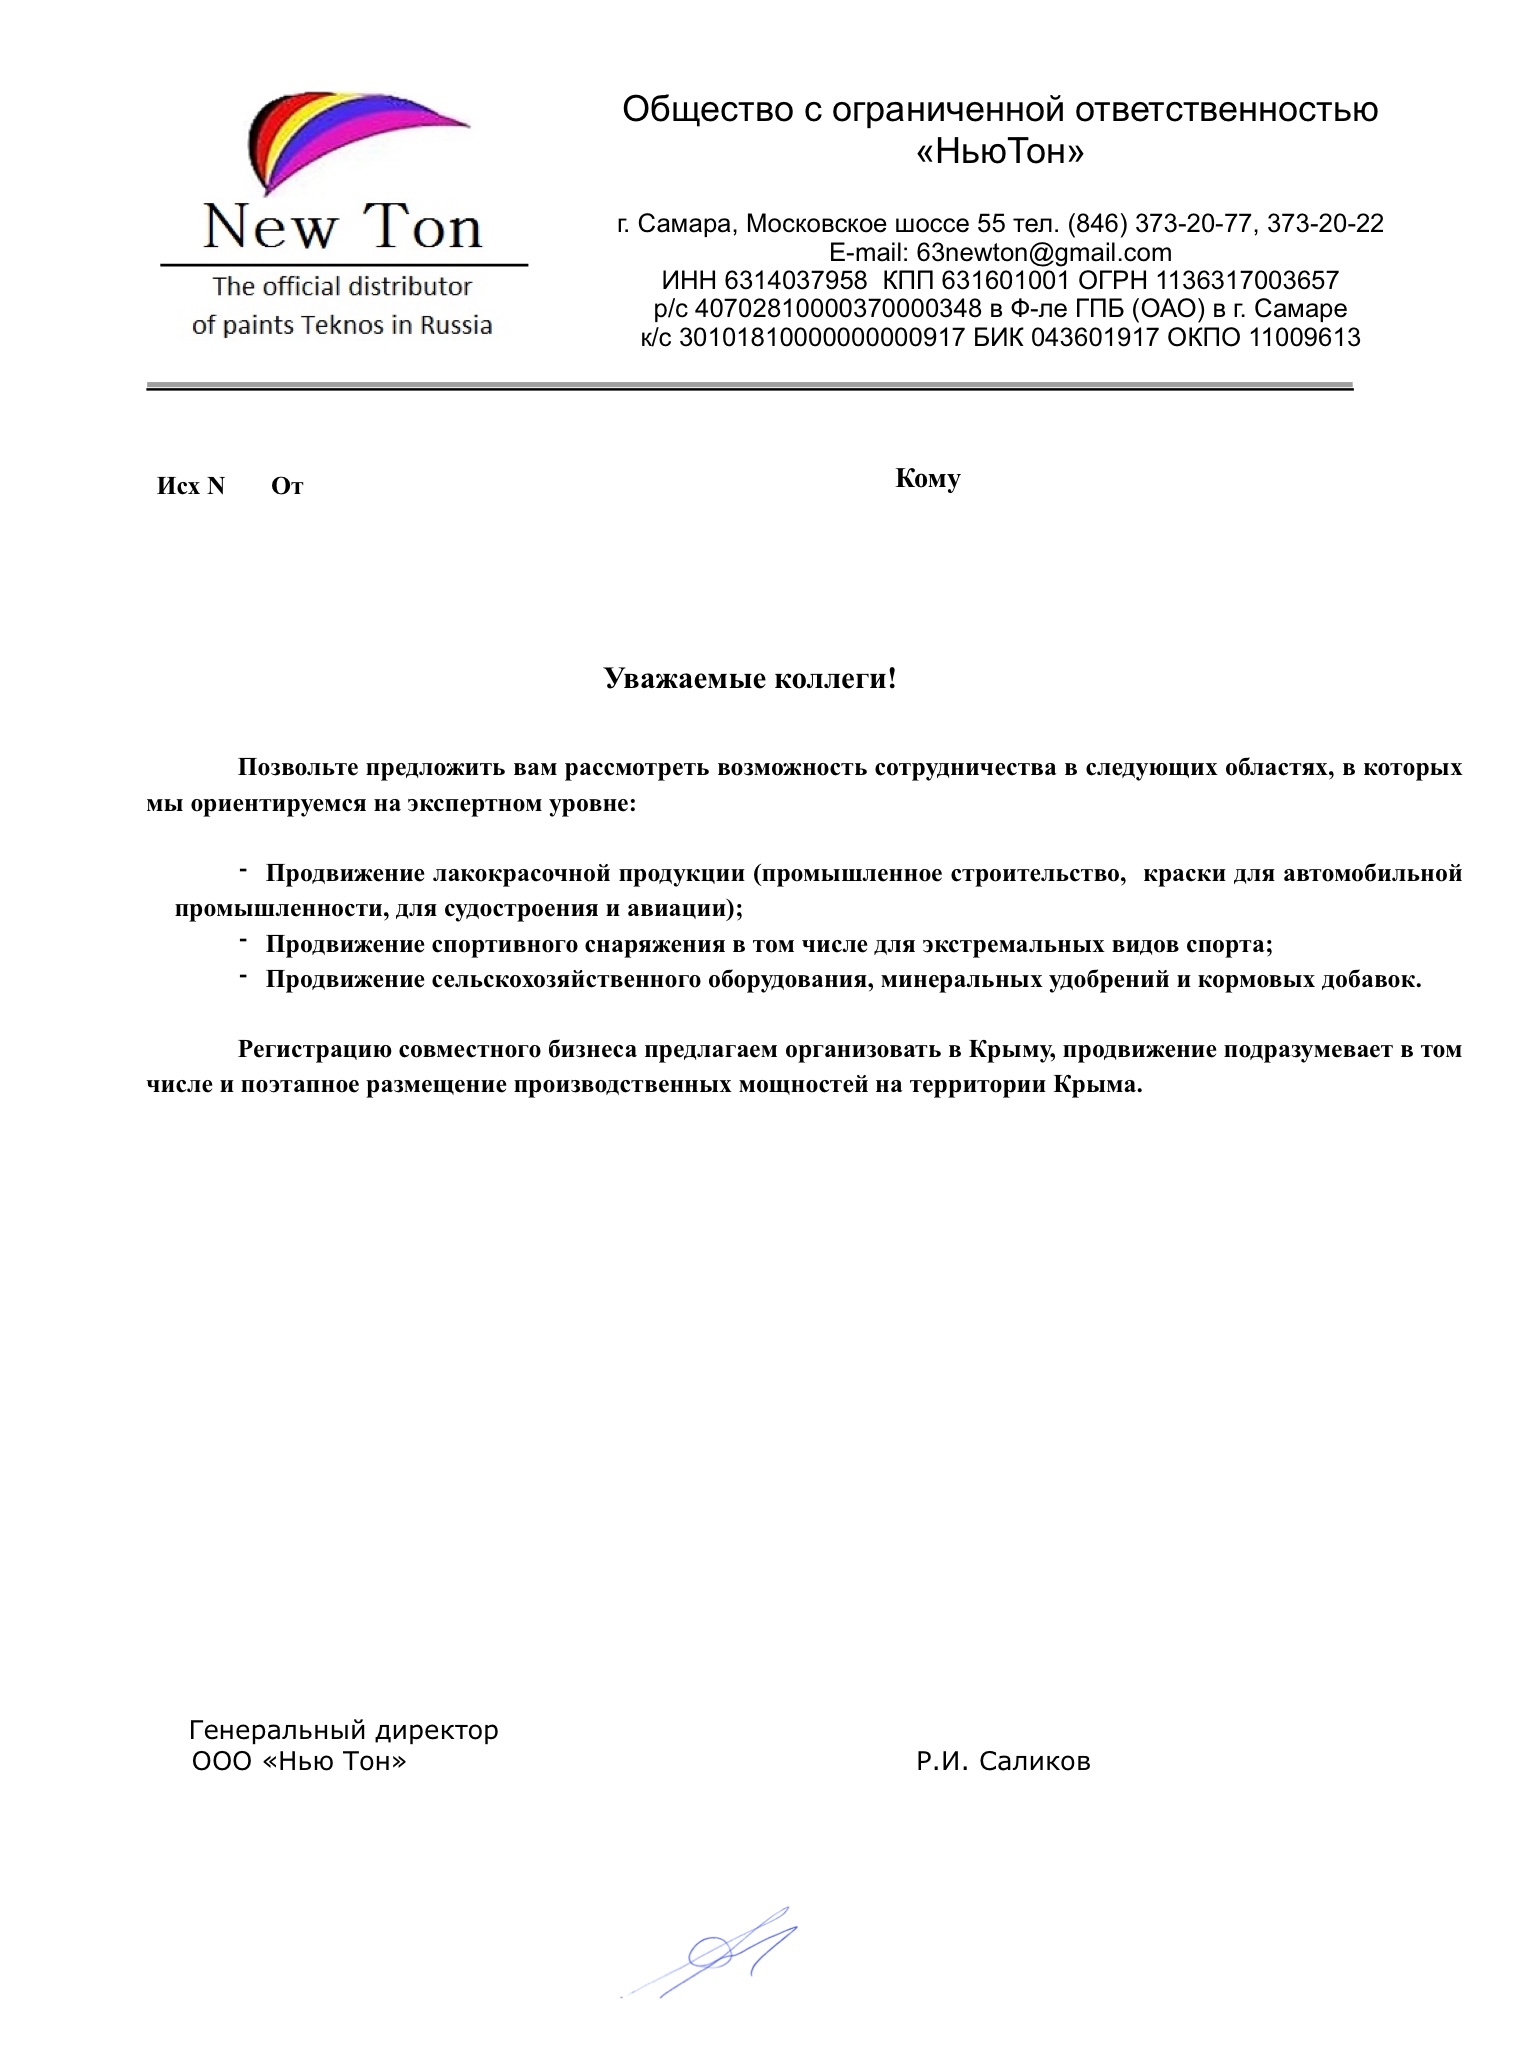 New Ton
The official distributor
of paints Teknos in Russia
Общество с ограниченной ответственностью
«НьюТон»
г. Самара, Московское шоссе 55 тел. (846) 373-20-77, 373-20-22
E-mail: 63newton@gmail.com
ИНН 6314037958 КПП 631601001 ОГРН 1136317003657
р/с 40702810000370000348 в Ф-ле ГПБ (ОАО) в г. Самаре
к/с 30101810000000000917 БИК 043601917 ОКПО 11009613
Исх N От
Кому
Уважаемые коллеги!
Позвольте предложить вам рассмотреть возможность сотрудничества в следующих областях, в которых
мы ориентируемся на экспертном уровне:
- Продвижение лакокрасочной продукции (промышленное строительство, краски для автомобильной
промышленности, для судостроения и авиации);
- Продвижение спортивного снаряжения в том числе для экстремальных видов спорта;
- Продвижение сельскохозяйственного оборудования, минеральных удобрений и кормовых добавок.
Регистрацию совместного бизнеса предлагаем организовать в Крыму, продвижение подразумевает в том
числе и поэтапное размещение производственных мощностей на территории Крыма.
Генеральный директор
ООО «Нью Тон» Р.И. Саликов